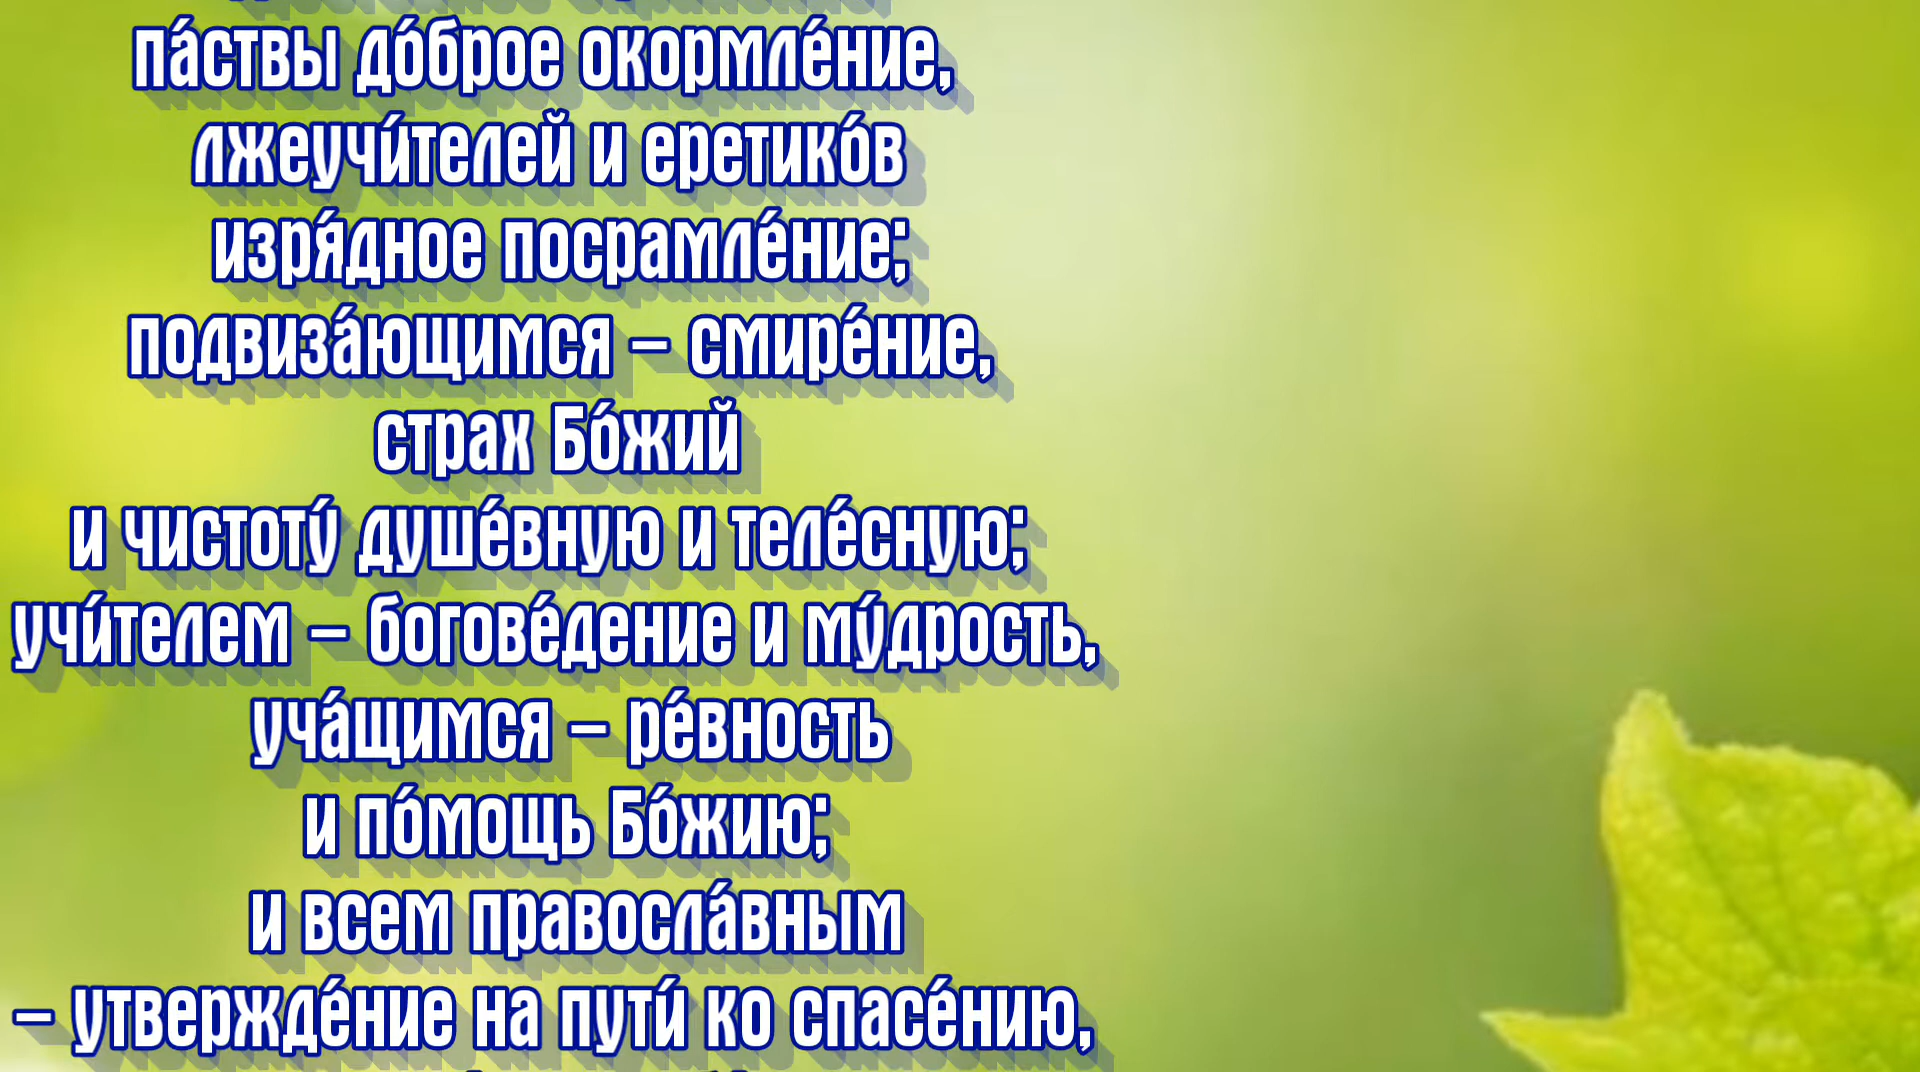 па́ствы до́брое окормле́ние,
лжеучи́телей и еретико́в
изря́дное посрамле́ние;
подвиза́ющимся – смире́ние,
страх Бо́жий
и чистоту́ душе́вную и теле́сную;
учи́телем – богове́дение и му́дрость,
уча́щимся – ре́вность
и по́мощь Бо́жию;
и всем правосла́вным
– утвержде́ние на пути́ ко спасе́нию,